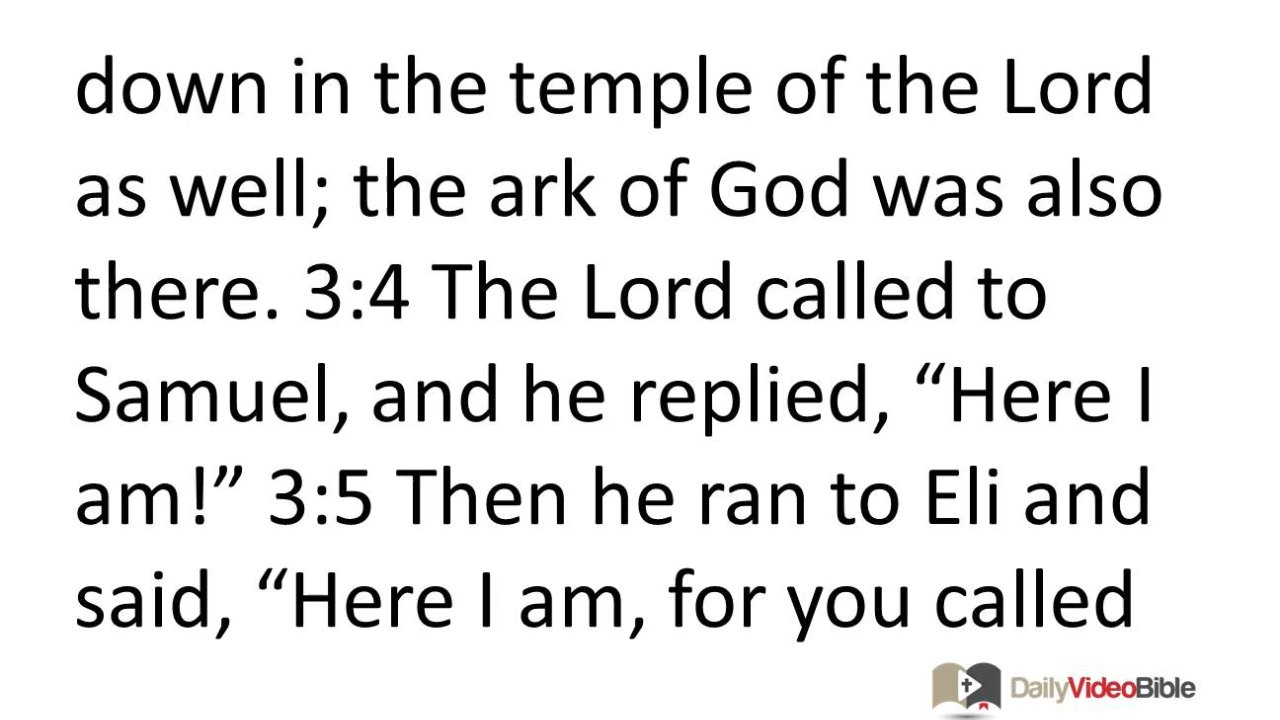 down in the temple of the Lord
as well; the ark of God was also
there. 3:4 The Lord called to
Samuel, and he replied, “Here I
am!” 3:5 Then he ran to Eli and
said, “Here I am, for you called
DailyVideoBible